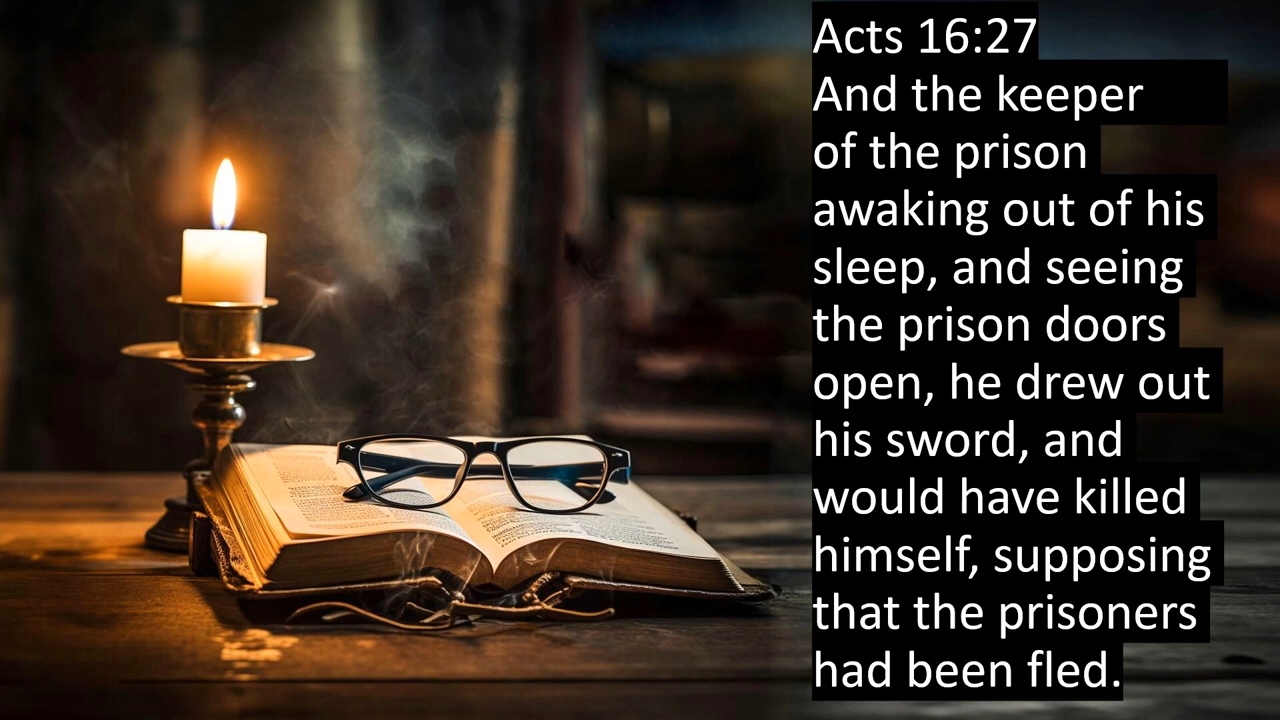 Acts 16:27
And the keeper
of the prison
awaking out of his
sleep, and seeing
the prison doors
open, he drew out
his sword, and
would have killed
himself, supposing
that the prisoners
had been fled.